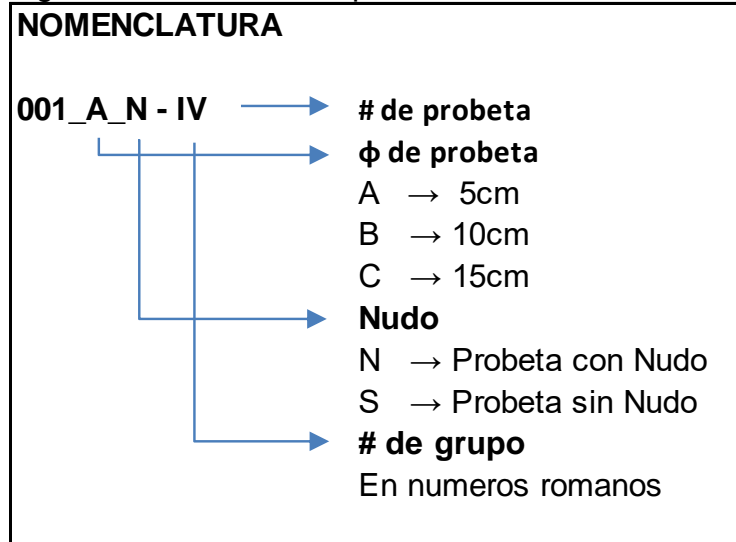 NOMENCLATURA
001_A_N - IV → # de probeta
ф de probeta
A → 5cm
B → 10cm
C → 15cm
Nudo
N → Probeta con Nudo
S → Probeta sin Nudo
# de grupo
En numeros romanos